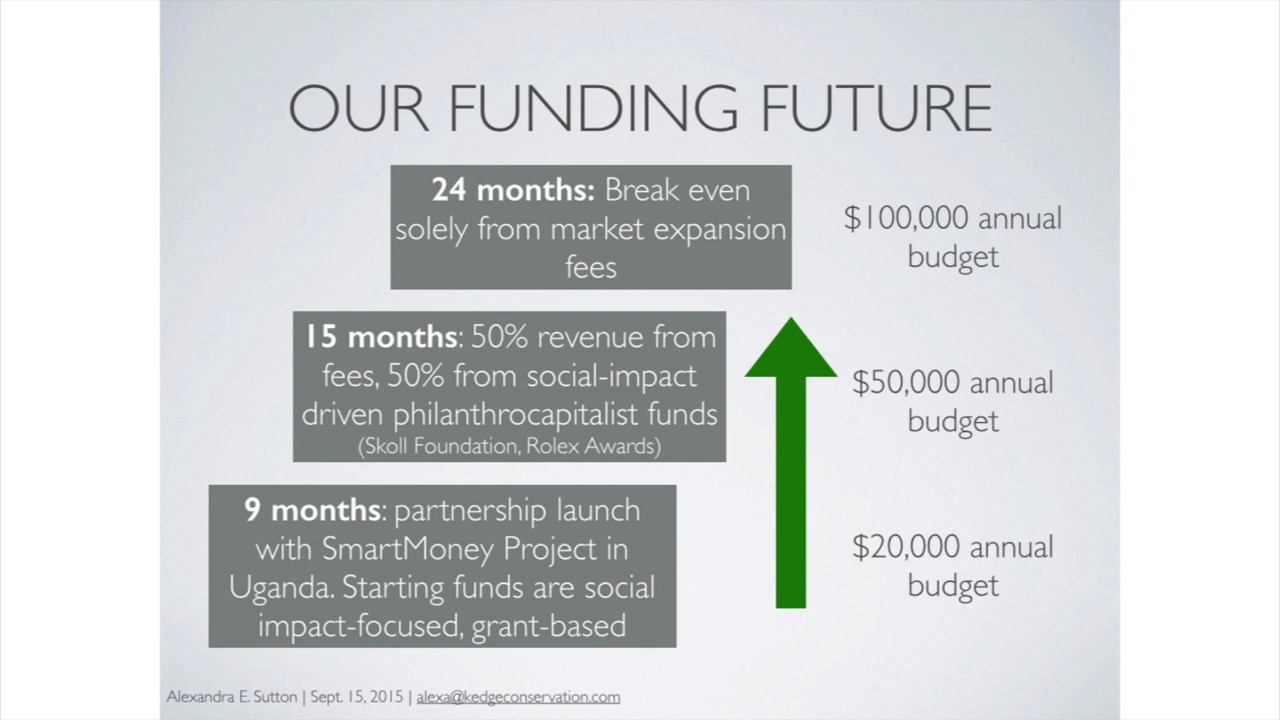 OUR FUNDING FUTURE
24 months: Break even
solely from market expansion
fees
$100,000 annual
budget
15 months: 50% revenue from
fees, 50% from social-impact
driven philanthrocapitalist funds
(Skoll Foundation, Rolex Awards)
$50,000 annual
budget
9 months: partnership launch
with SmartMoney Project in
Uganda. Starting funds are social
impact-focused, grant-based
$20,000 annual
budget
Alexandra E. Sutton | Sept. 15, 2015 | alexa@kedgeconservation.com